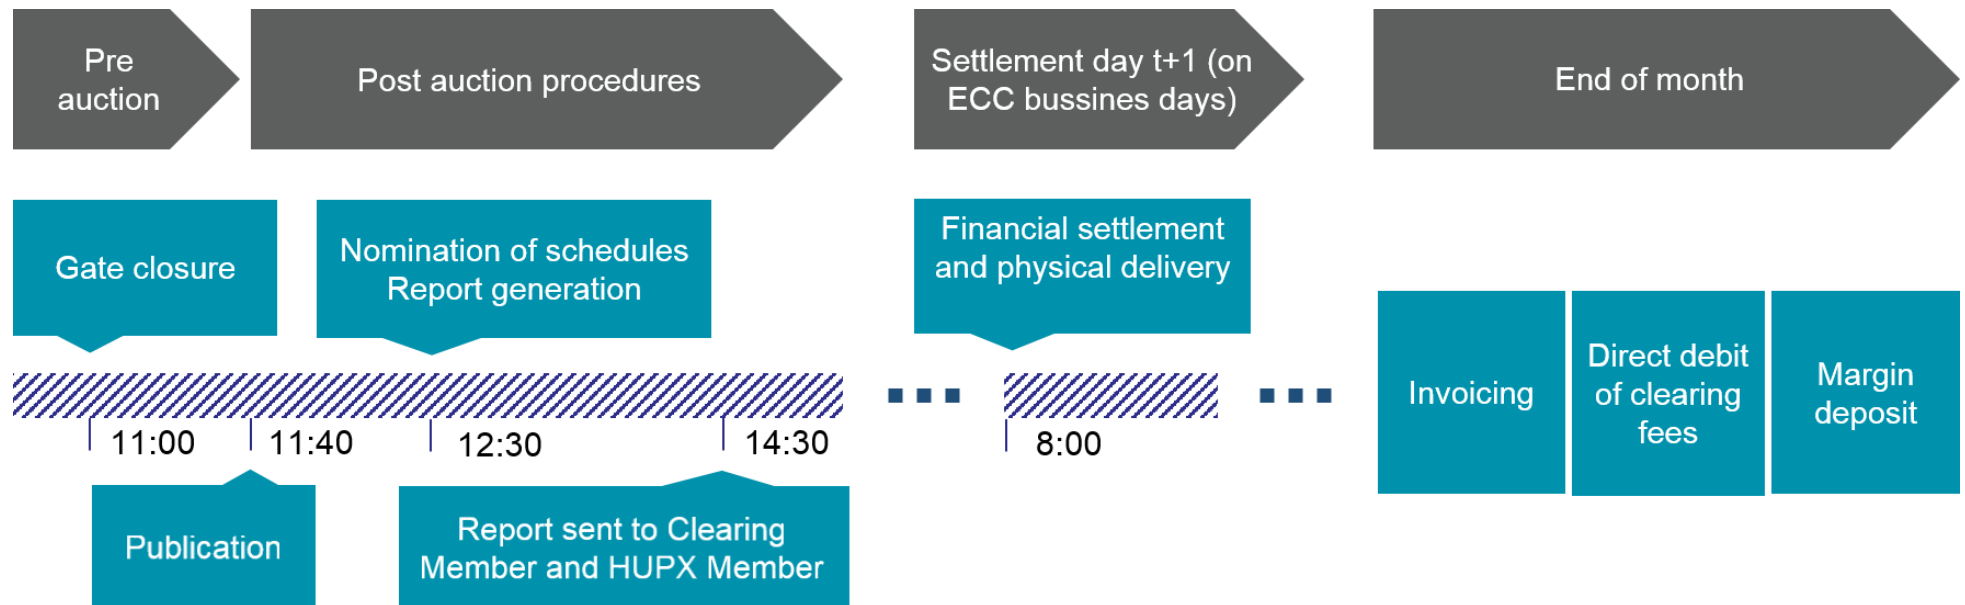 Pre
auction
Post auction procedures
Settlement day t+1 (on
ECC bussines days)
End of month
Gate closure
Nomination of schedules
Report generation
Financial settlement
and physical delivery
11:00
11:40
12:30
14:30
8:00
Publication
Report sent to Clearing
Member and HUPX Member
Invoicing
Direct debit
of clearing
fees
Margin
deposit